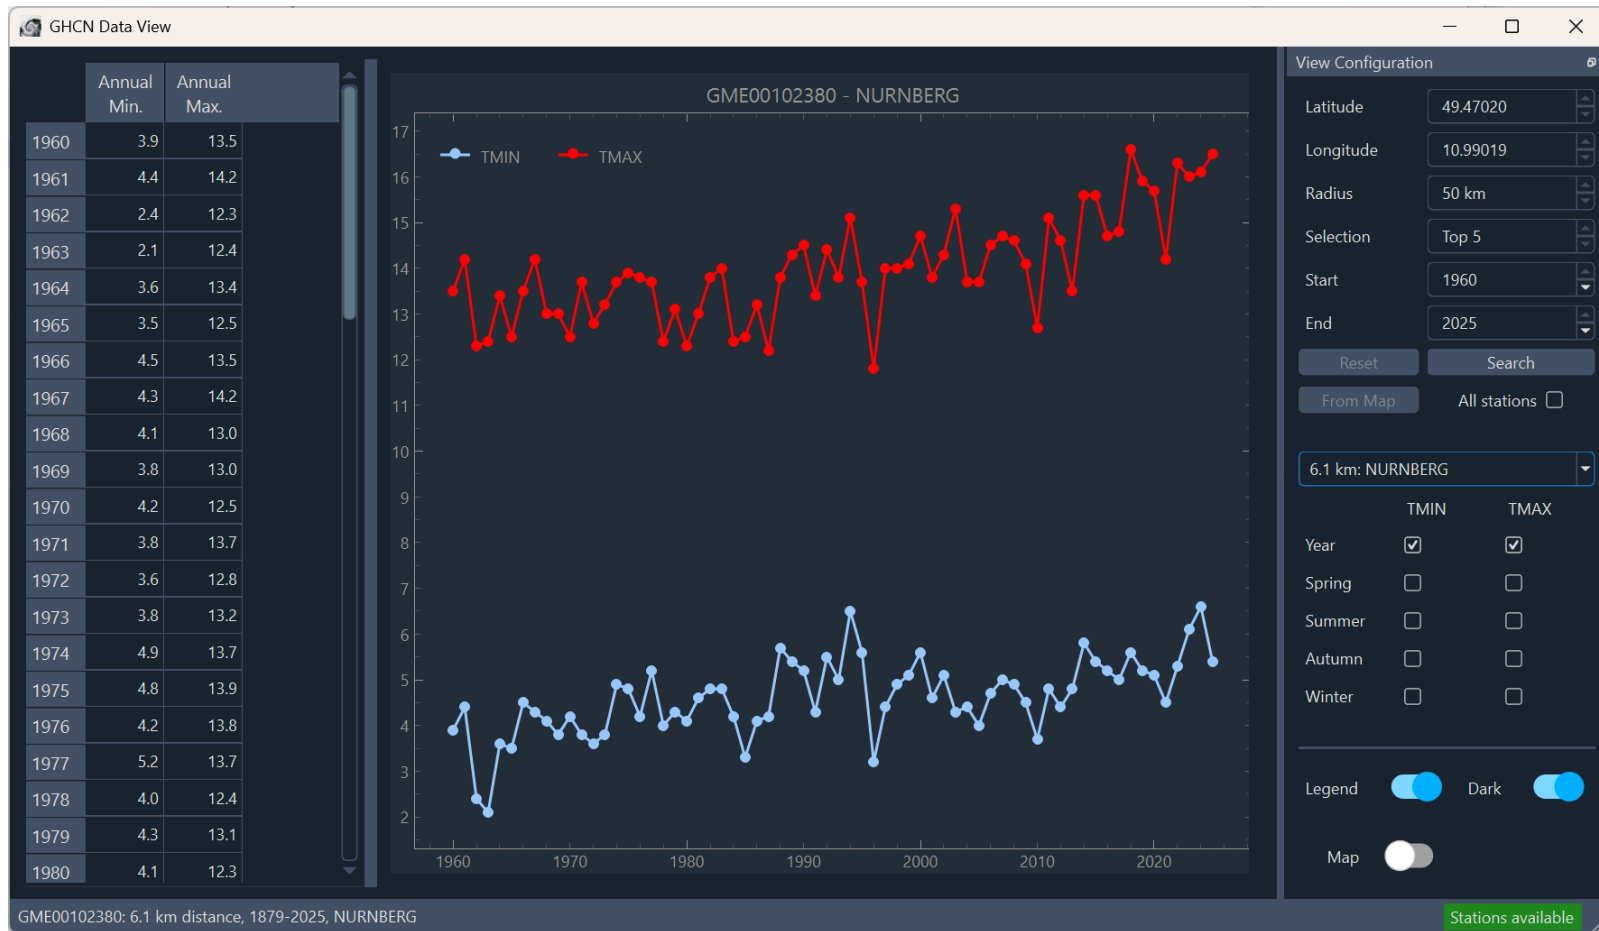 GHCN Data View
Annual Min. Annual Max.
1960 3.9 13.5
1961 4.4 14.2
1962 2.4 12.3
1963 2.1 12.4
1964 3.6 13.4
1965 3.5 12.5
1966 4.5 13.5
1967 4.3 14.2
1968 4.1 13.0
1969 3.8 13.0
1970 4.2 12.5
1971 3.8 13.7
1972 3.6 12.8
1973 3.8 13.2
1974 4.9 13.7
1975 4.8 13.9
1976 4.2 13.8
1977 5.2 13.7
1978 4.0 12.4
1979 4.3 13.1
1980 4.1 12.3
GME00102380 - NURNBERG
TMIN TMAX
17
16
15
14
13
12
11
10
9
8
7
6
5
4
3
2
1960 1970 1980 1990 2000 2010 2020
View Configuration
Latitude 49.47020
Longitude 10.99019
Radius 50 km
Selection Top 5
Start 1960
End 2025
Reset Search
From Map All stations
6.1 km: NURNBERG
TMIN TMAX
Year
Spring
Summer
Autumn
Winter
Legend Dark
Map
GME00102380: 6.1 km distance, 1879-2025, NURNBERG
Stations available